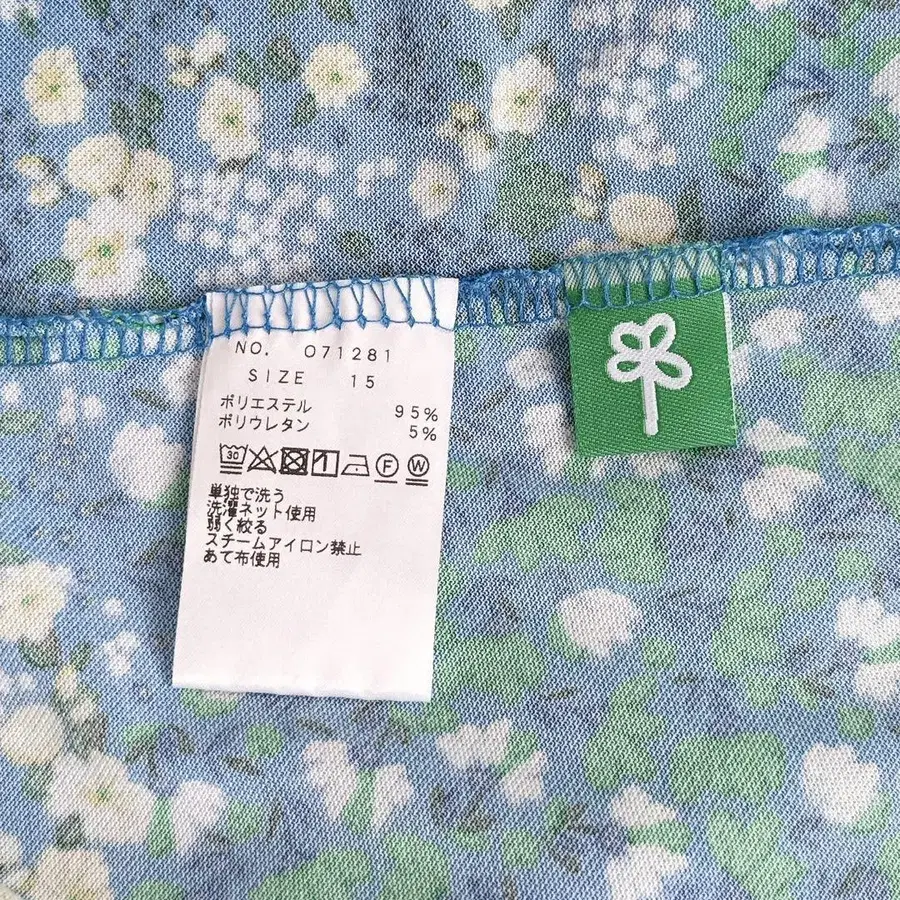 NO. 071281
SIZE 15
ポリエステル 95%
ポリウレタン 5%
30 1 F W
単独で洗う
洗濯ネット使用
弱く絞る
スチームアイロン禁止
あて布使用